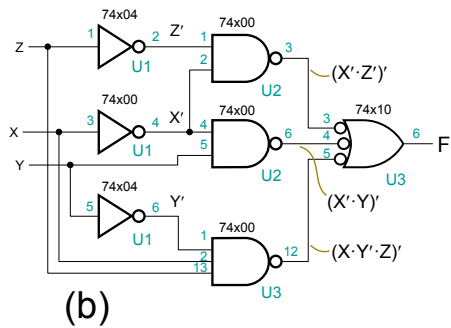 74x04
74x00
Z
1
2
Z′
1
3
U1
2
U2
(X′·Z′)′
74x00
X′
74x00
74x10
X
3
4
4
6
3
4
5
6
F
U1
5
U2
U3
Y
74x04
(X′·Y)′
5
6
Y′
74x00
U1
1
2
13
12
(X·Y′·Z)′
U3
(b)